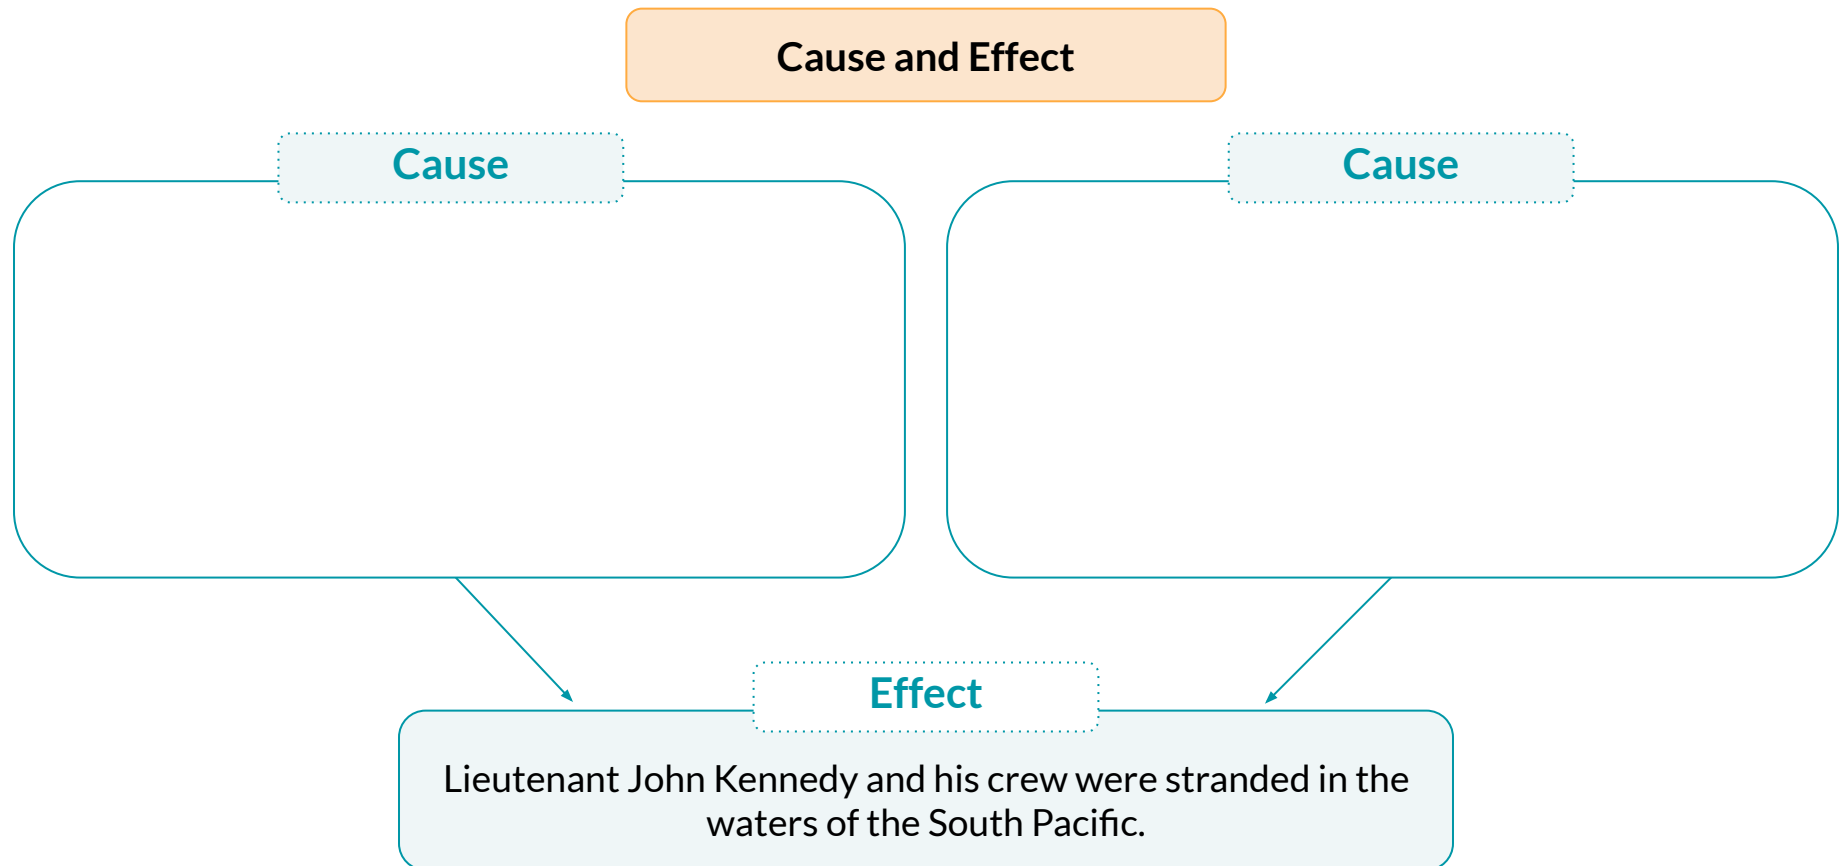 Cause and Effect
Cause
Cause
Effect
Lieutenant John Kennedy and his crew were stranded in the
waters of the South Pacific.